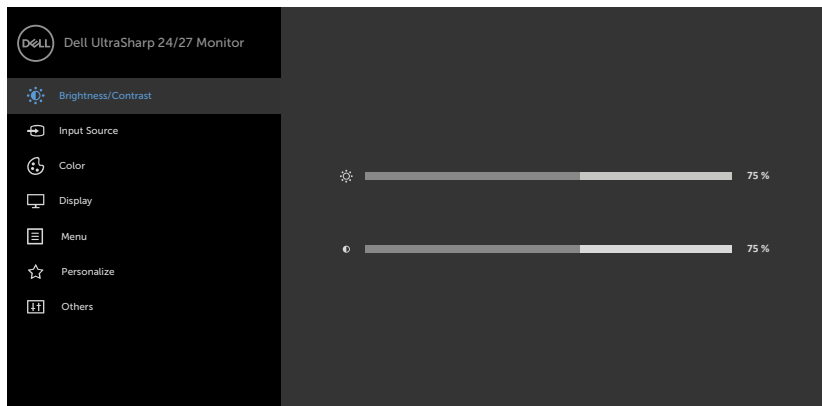 DELL
Dell UltraSharp 24/27 Monitor
Brightness/Contrast
Input Source
Color
Display
Menu
Personalize
Others
75 %
75 %